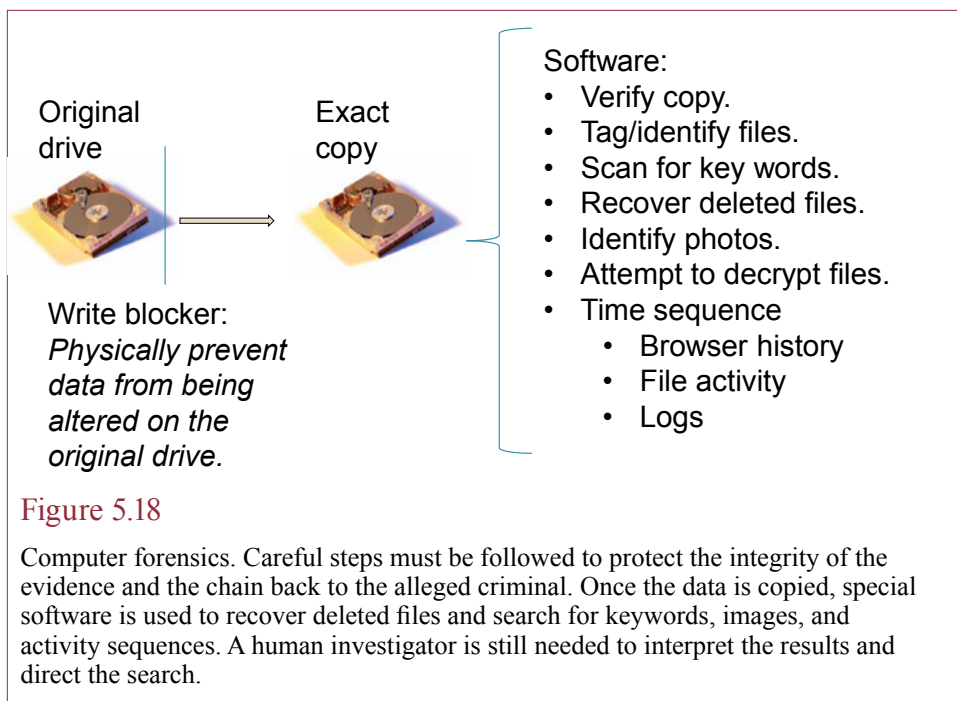 Original
drive
Exact
copy
Write blocker:
Physically prevent
data from being
altered on the
original drive.
Software:
• Verify copy.
• Tag/identify files.
• Scan for key words.
• Recover deleted files.
• Identify photos.
• Attempt to decrypt files.
• Time sequence
• Browser history
• File activity
• Logs
Figure 5.18
Computer forensics. Careful steps must be followed to protect the integrity of the
evidence and the chain back to the alleged criminal. Once the data is copied, special
software is used to recover deleted files and search for keywords, images, and
activity sequences. A human investigator is still needed to interpret the results and
direct the search.